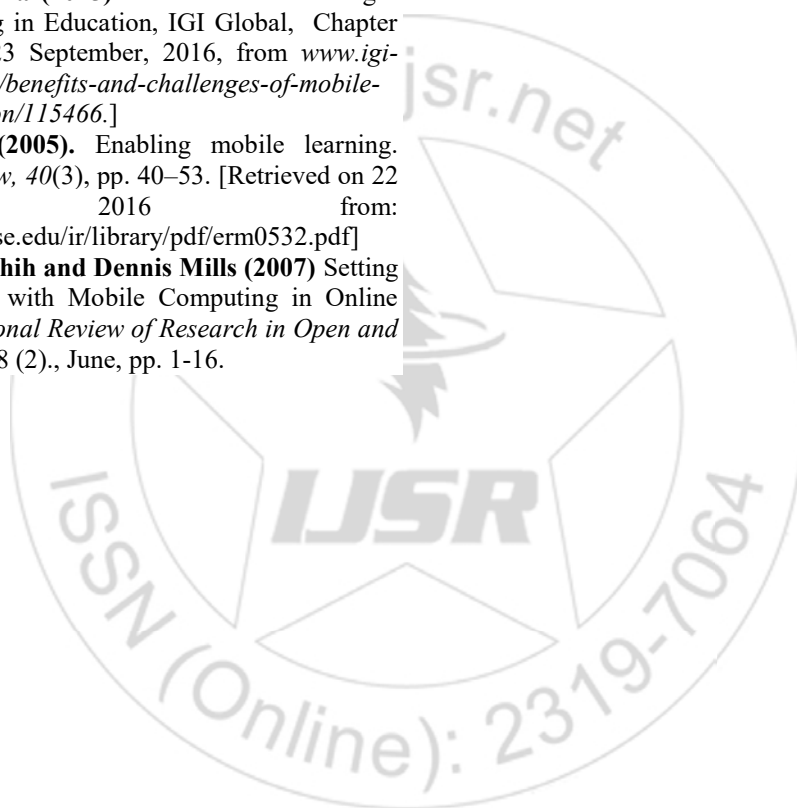 g in Education, IGI Global, Chapter
23 September, 2016, from www.igi-
/benefits-and-challenges-of-mobile-
on/115466.]
(2005). Enabling mobile learning.
w, 40(3), pp. 40–53. [Retrieved on 22
2016 from:
se.edu/ir/library/pdf/erm0532.pdf]
hih and Dennis Mills (2007) Setting
with Mobile Computing in Online
onal Review of Research in Open and
8 (2)., June, pp. 1-16.
jsr.net
IJSR
ISSN (Online): 2319-7064